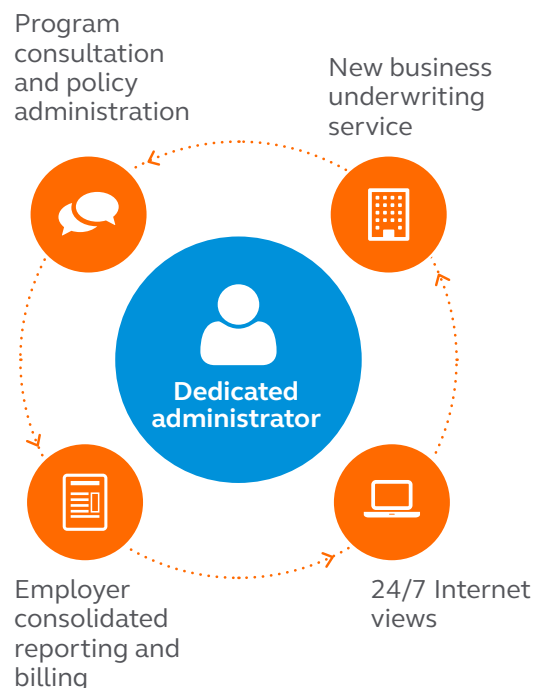 Program
consultation
and policy
administration
New business
underwriting
service
Dedicated
administrator
Employer
consolidated
reporting and
billing
24/7 Internet
views